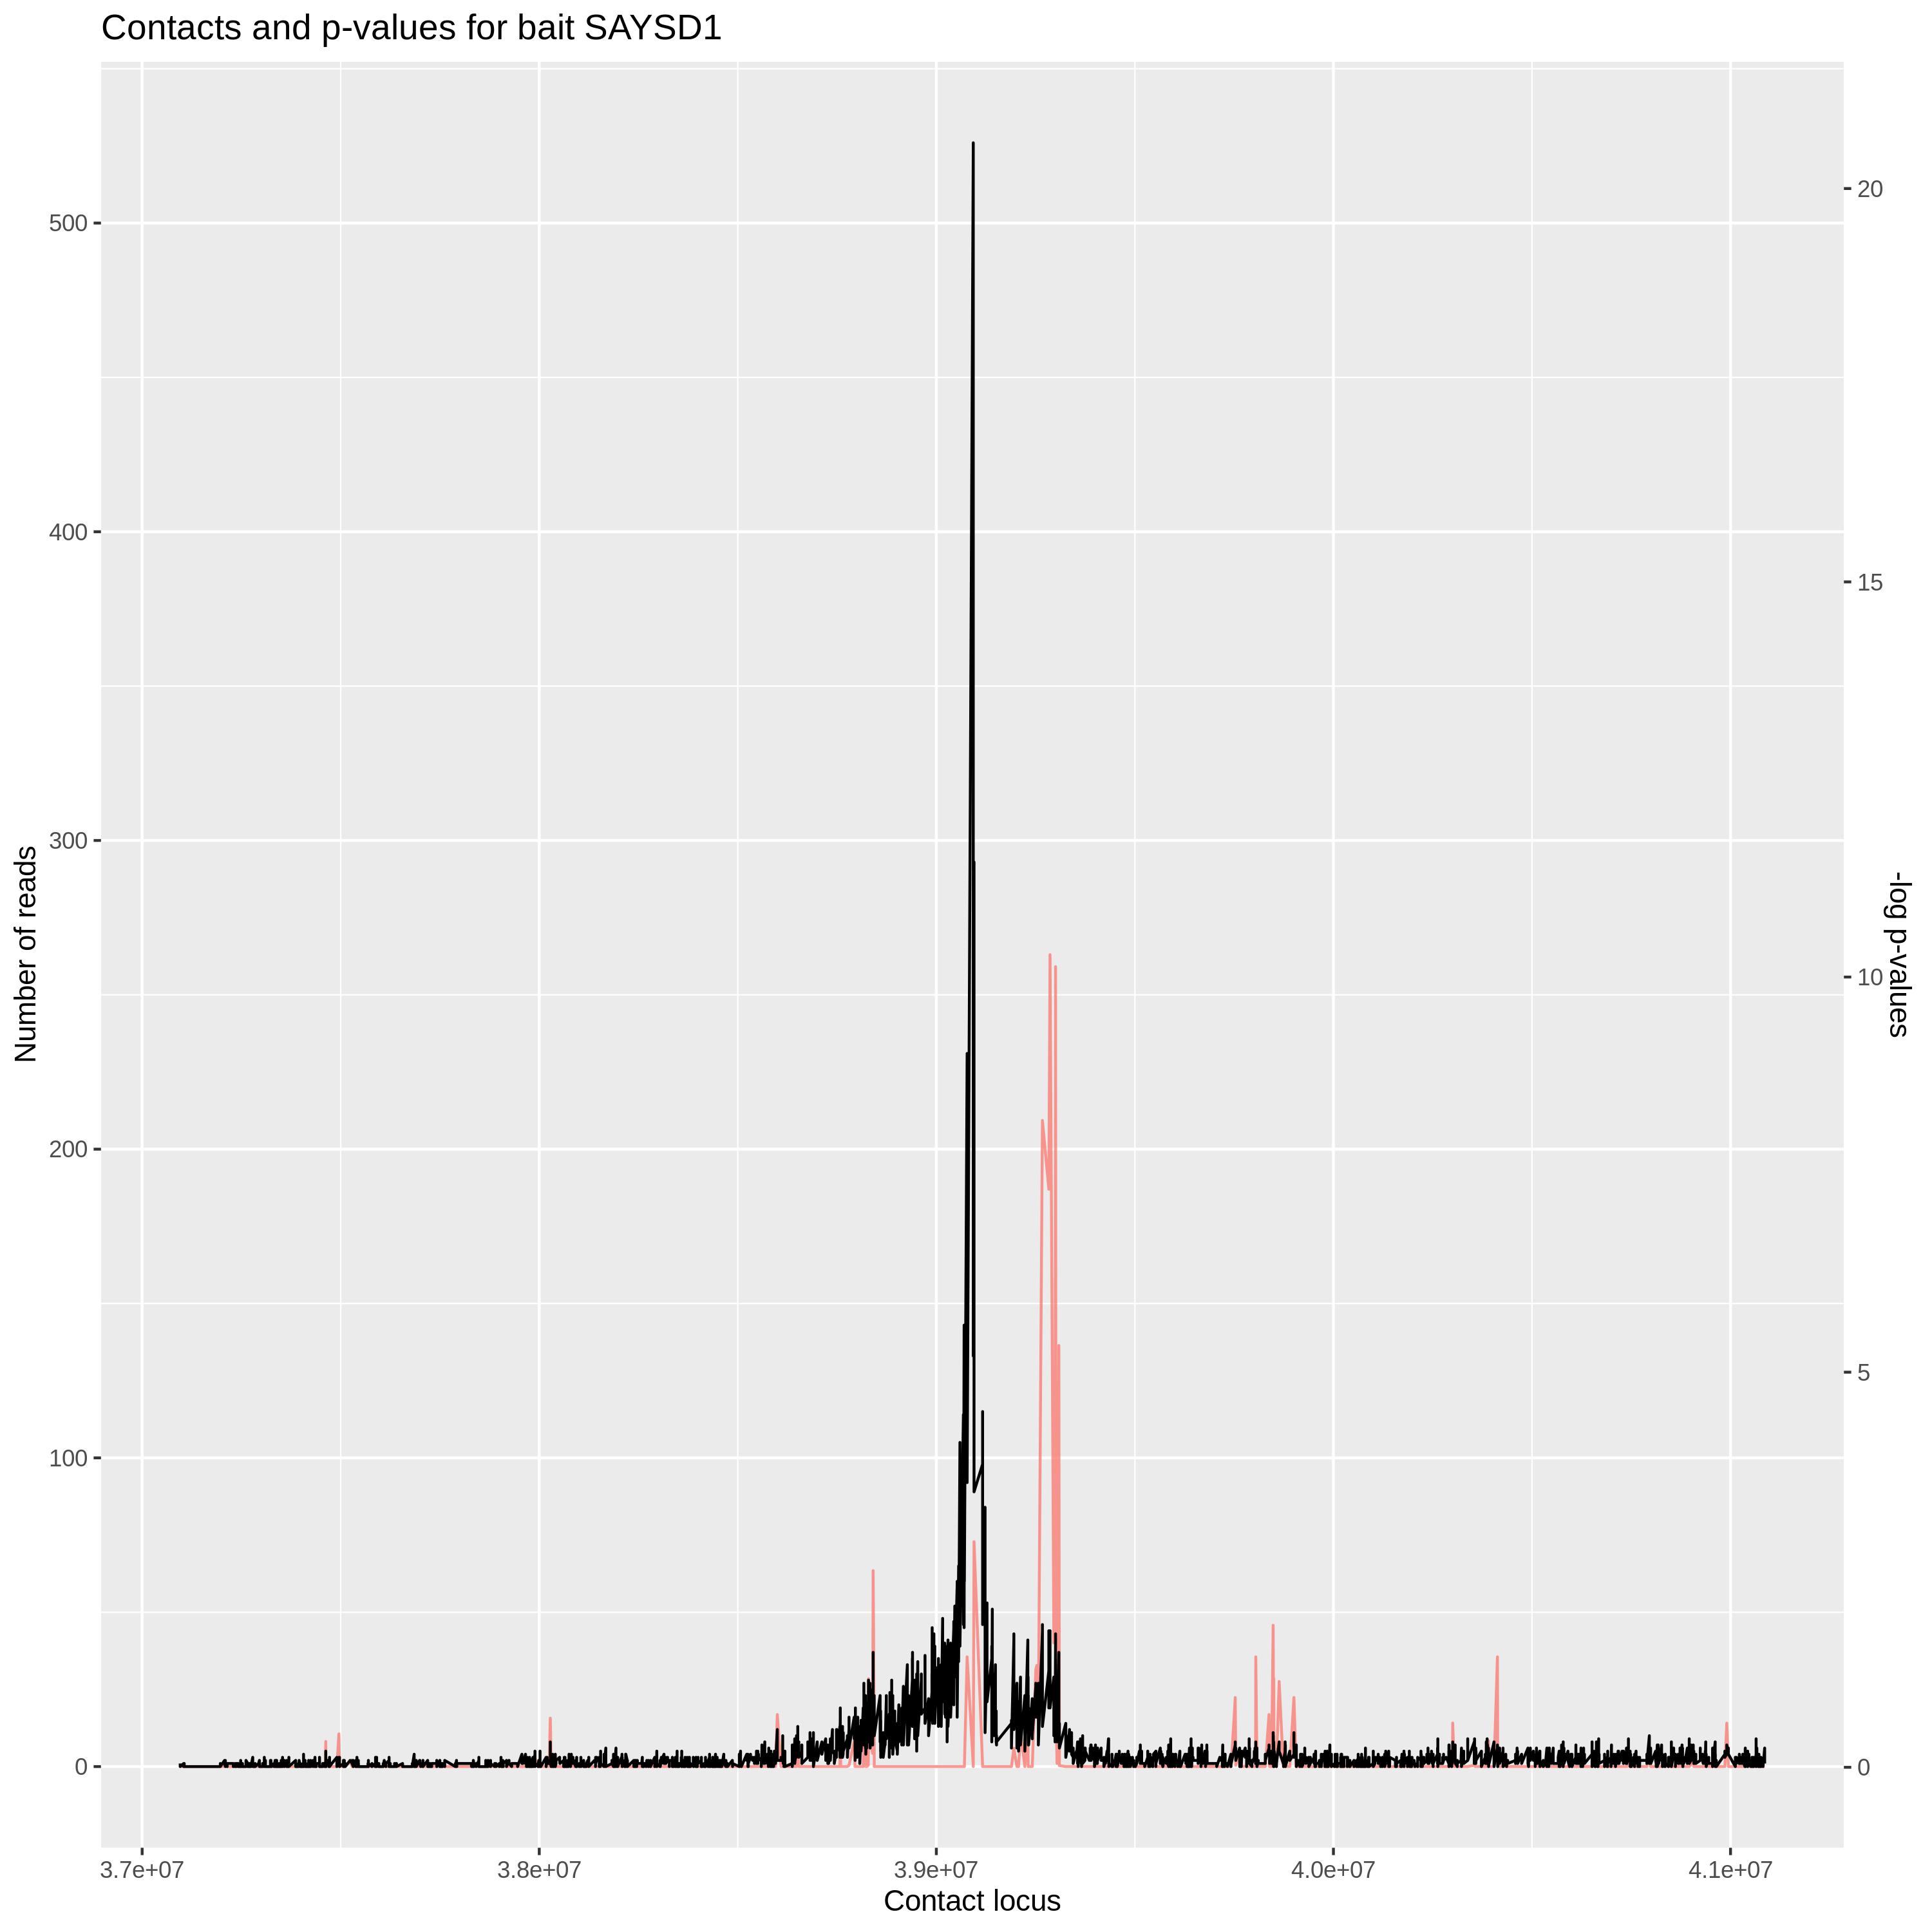 Contacts and p-values for bait SAYSD1
Number of reads
500
400
300
200
100
0
20
15
10
5
0
-log p-values
3.7e+07
3.8e+07
3.9e+07
4.0e+07
4.1e+07
Contact locus